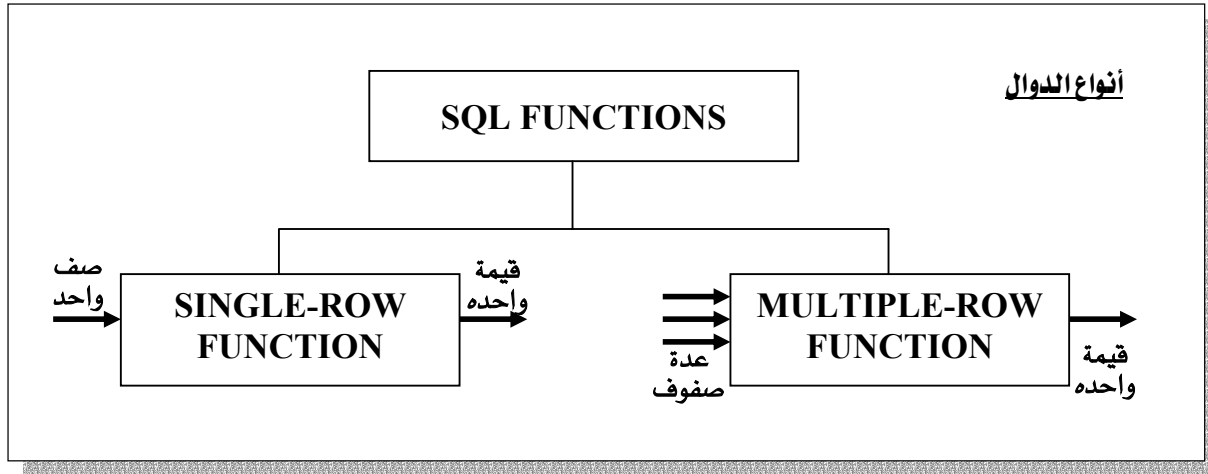 أنواع الدوال
SQL FUNCTIONS
صف
واحد
SINGLE-ROW
FUNCTION
قيمة
واحده
عدة
صفوف
MULTIPLE-ROW
FUNCTION
قيمة
واحده